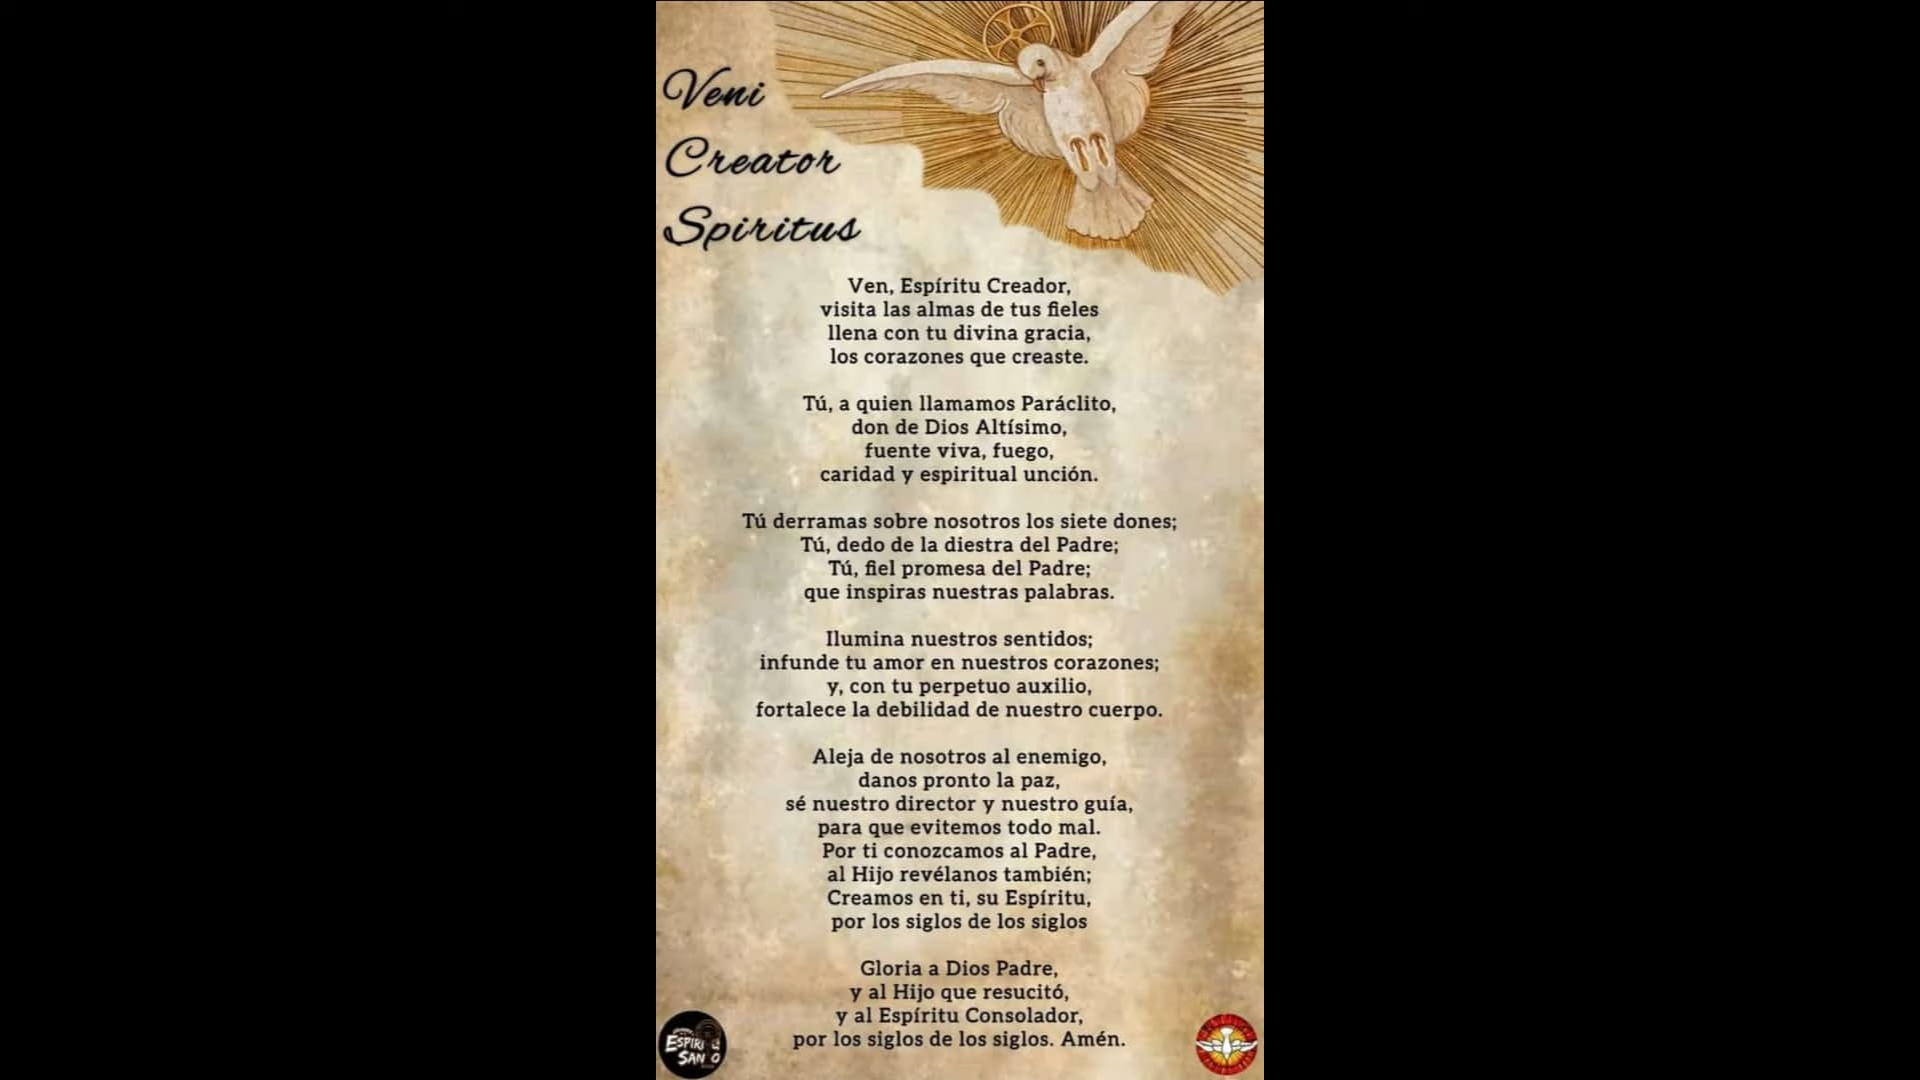 Veni
Creator
Spiritus
Ven, Espíritu Creador,
visita las almas de tus fieles
llena con tu divina gracia,
los corazones que creaste.
Tú, a quien llamamos Paráclito,
don de Dios Altísimo,
fuente viva, fuego,
caridad y espiritual unción.
Tú derramas sobre nosotros los siete dones;
Tú, dedo de la diestra del Padre;
Tú, fiel promesa del Padre;
que inspiras nuestras palabras.
Ilumina nuestros sentidos;
infunde tu amor en nuestros corazones;
y, con tu perpetuo auxilio,
fortalece la debilidad de nuestro cuerpo.
Aleja de nosotros al enemigo,
danos pronto la paz,
sé nuestro director y nuestro guía,
para que evitemos todo mal.
Por ti conozcamos al Padre,
al Hijo revélanos también;
Creamos en ti, su Espíritu,
por los siglos de los siglos
Gloria a Dios Padre,
y al Hijo que resucitó,
y al Espíritu Consolador,
por los siglos de los siglos. Amén.